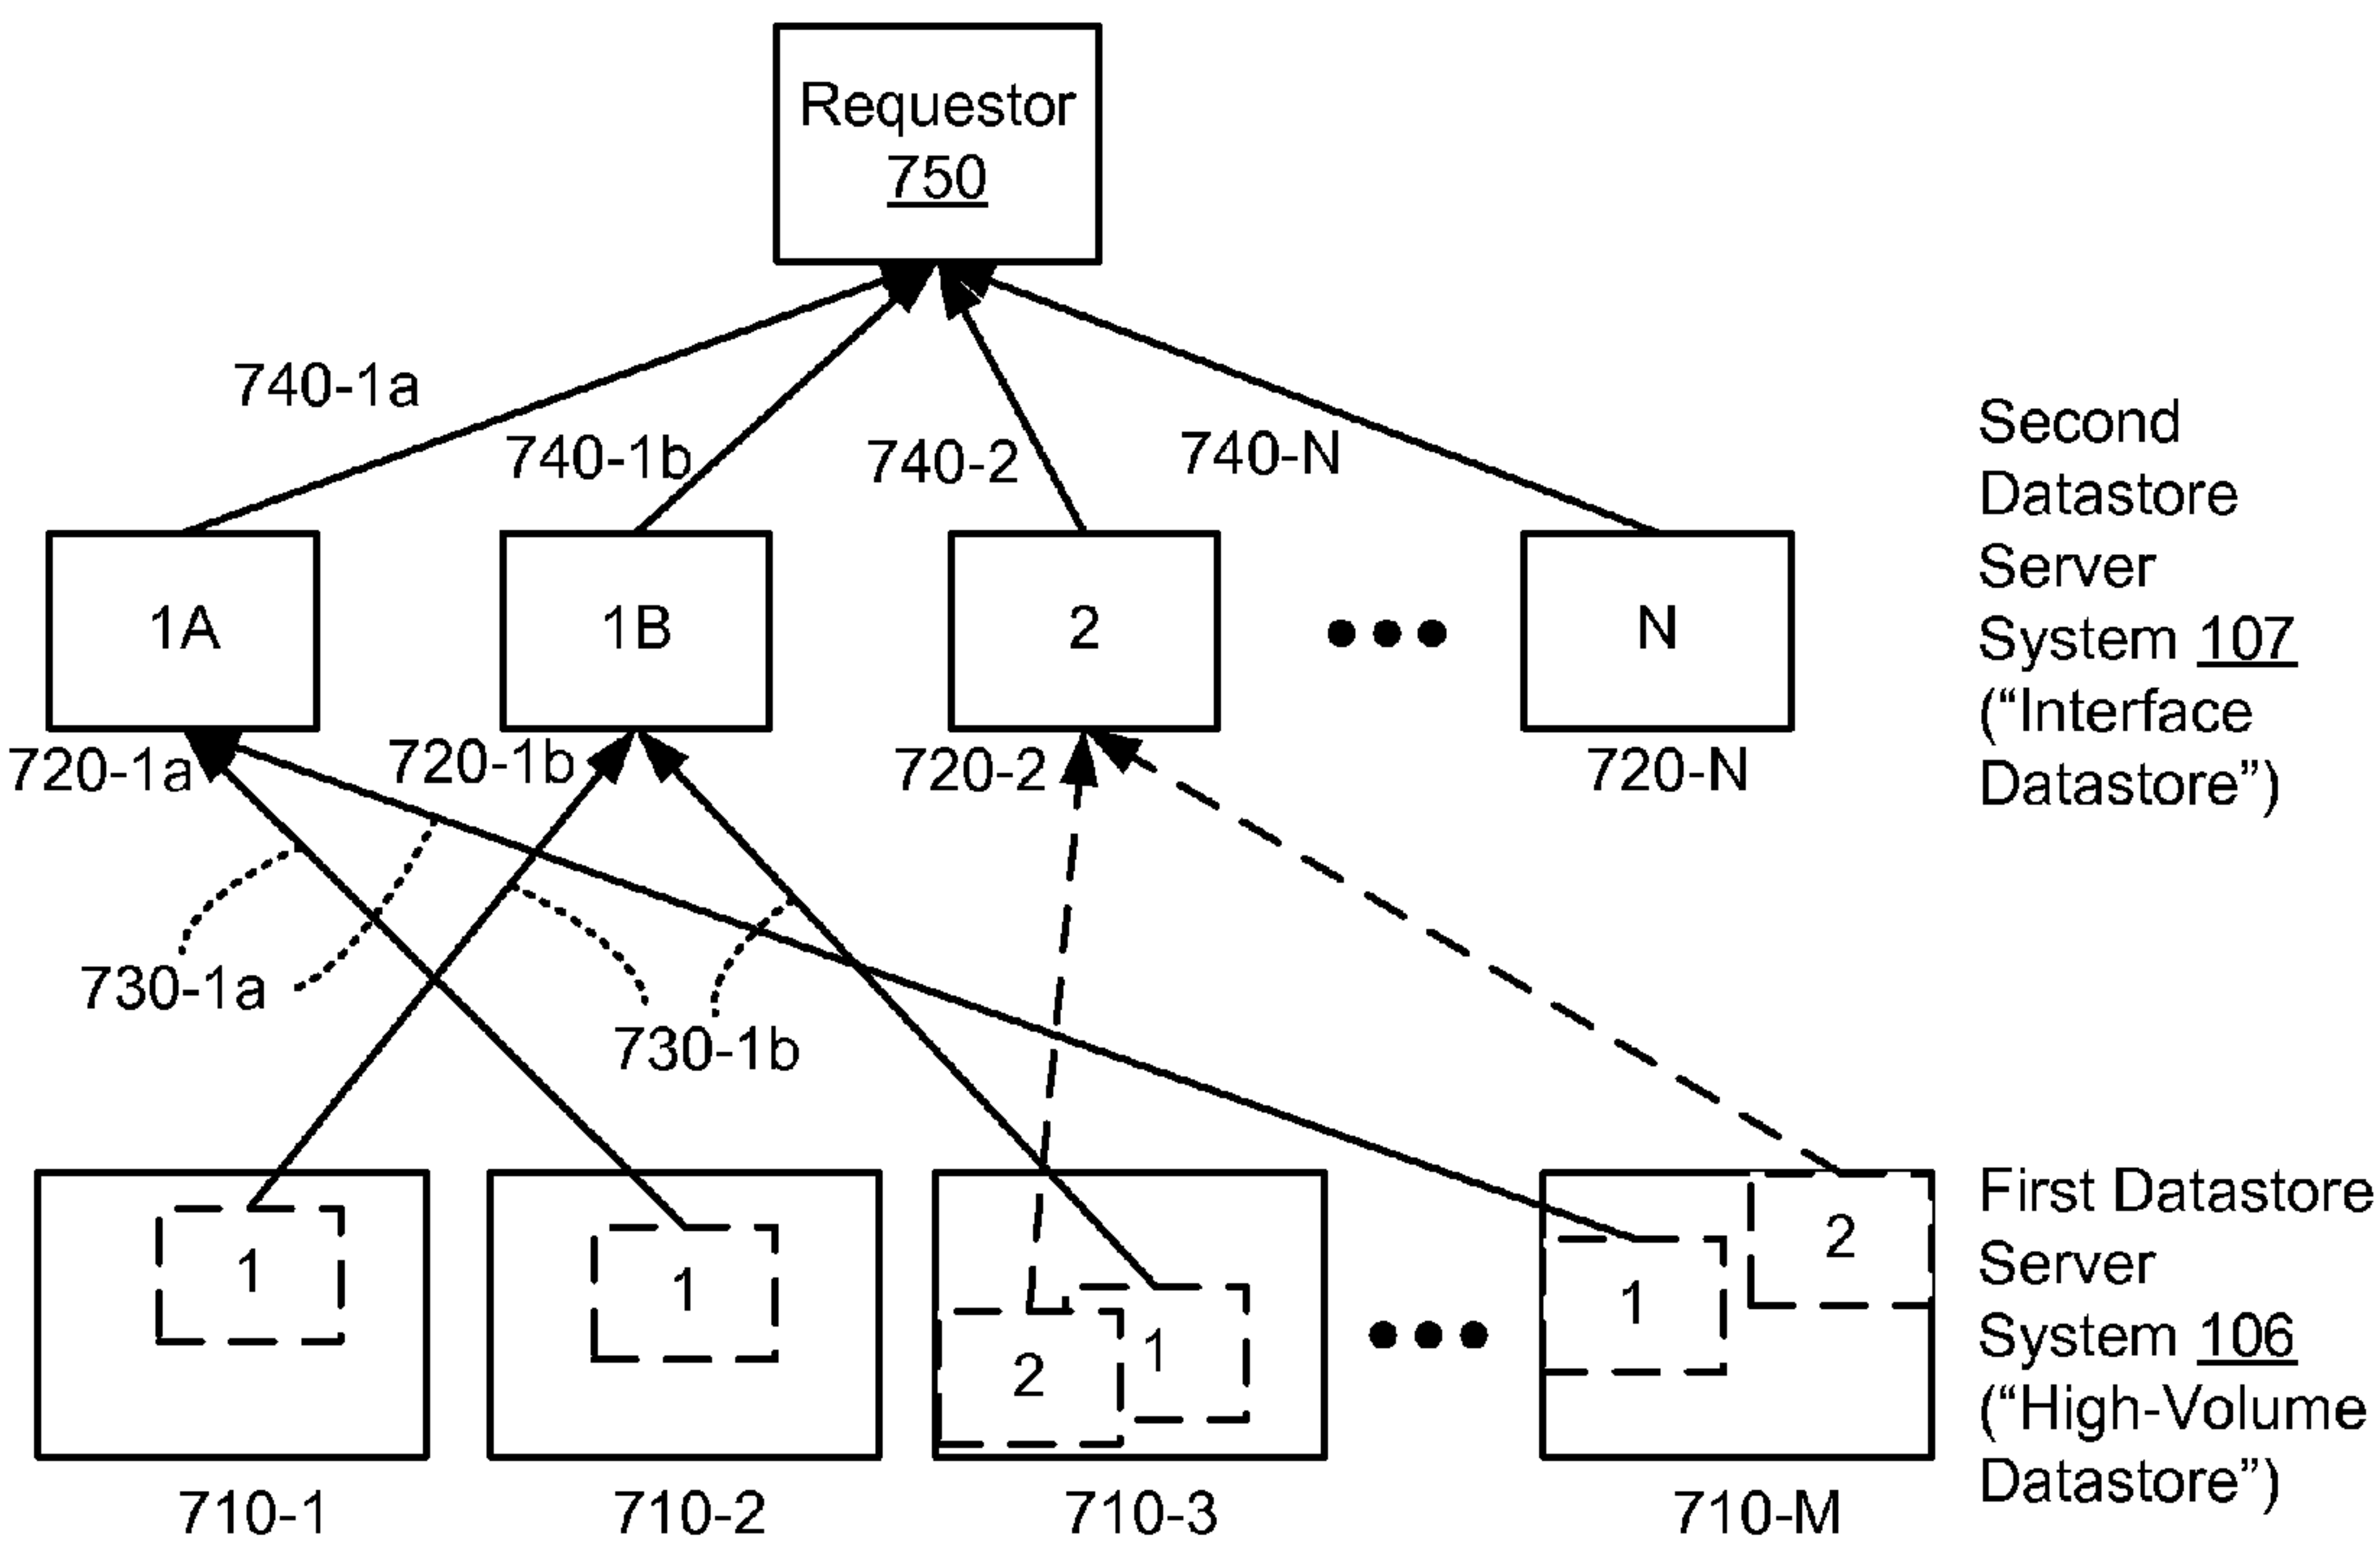 Requestor
750
740-1a
740-1b
740-2
740-N
Second
Datastore
Server
System 107
(“Interface
Datastore”)
1A
1B
2
N
720-1a
720-1b
720-2
720-N
730-1a
730-1b
1
1
2
1
1
2
First Datastore
Server
System 106
(“High-Volume
Datastore”)
710-1
710-2
710-3
710-M